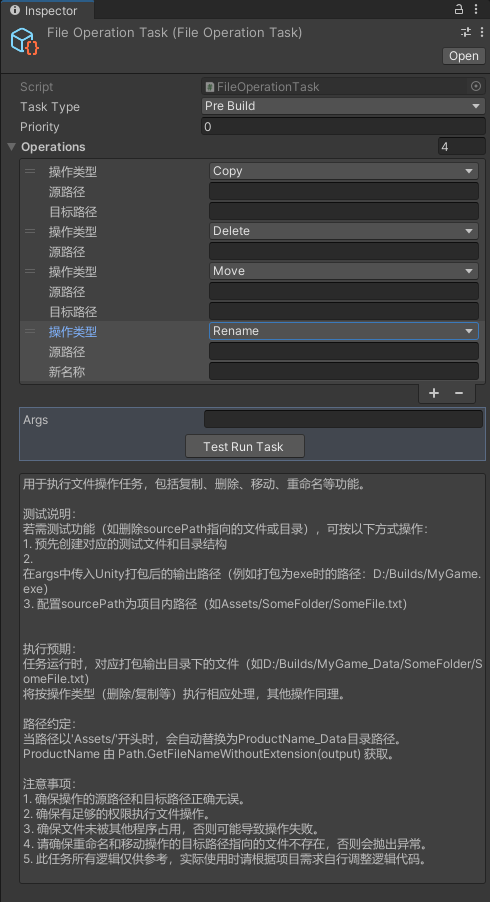 Inspector
File Operation Task (File Operation Task)
Open
Script FileOperationTask
Task Type Pre Build
Priority 0
Operations 4
操作类型 Copy
源路径
目标路径
操作类型 Delete
源路径
操作类型 Move
源路径
目标路径
操作类型 Rename
源路径
新名称
Args
Test Run Task
用于执行文件操作任务，包括复制、删除、移动、重命名等功能。
测试说明：
若需测试功能（如删除sourcePath指向的文件或目录），可按以下方式操作：
1. 预先创建对应的测试文件和目录结构
2.
在args中传入Unity打包后的输出路径（例如打包为exe时的路径：D:/Builds/MyGame.
exe）
3. 配置sourcePath为项目内路径（如Assets/SomeFolder/SomeFile.txt）
执行预期：
任务运行时，对应打包输出目录下的文件（如D:/Builds/MyGame_Data/SomeFolder/S
omeFile.txt）
将按操作类型（删除/复制等）执行相应处理，其他操作同理。
路径约定：
当路径以'Assets/'开头时，会自动替换为ProductName_Data目录路径。
ProductName 由 Path.GetFileNameWithoutExtension(output) 获取。
注意事项：
1. 确保操作的源路径和目标路径正确无误。
2. 确保有足够的权限执行文件操作。
3. 确保文件未被其他程序占用，否则可能导致操作失败。
4. 请确保重命名和移动操作的目标路径指向的文件不存在，否则会抛出异常。
5. 此任务所有逻辑仅供参考，实际使用时请根据项目需求自行调整逻辑代码。